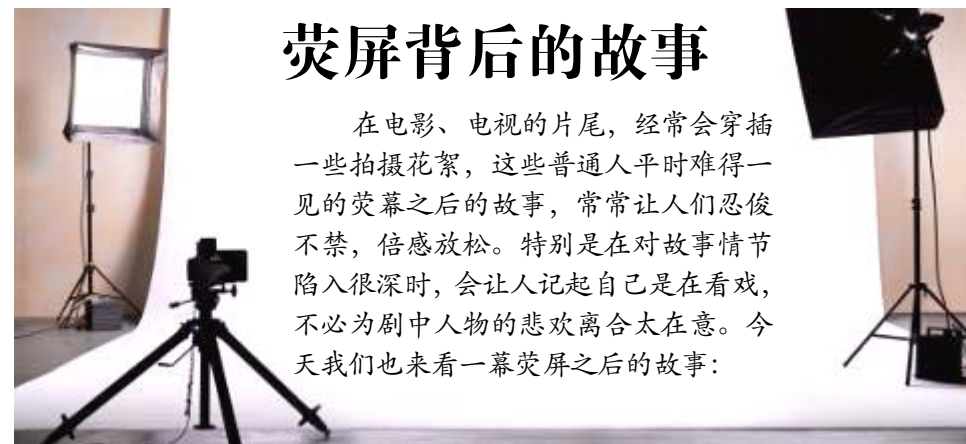 荧屏背后的故事
在电影、电视的片尾，经常会穿插
一些拍摄花絮，这些普通人平时难得一
见的荧幕之后的故事，常常让人们忍俊
不禁，倍感放松。特别是在对故事情节
陷入很深时，会让人记起自己是在看戏，
不必为剧中人物的悲欢离合太在意。今
天我们也来看一幕荧屏之后的故事：